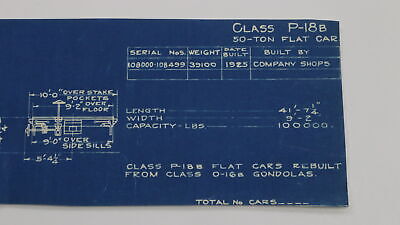 CLASS P-18B
50-TON FLAT CAR
SERIAL NOS. WEIGHT DATE BUILT BUILT BY
108000-108499 39100 1925 COMPANY SHOPS
10'-0" OVER STAKE POCKETS
9'-2" OVER FLOOR
9'-0" OVER SIDE SILLS
5'4½
LENGTH 41'-7¼"
WIDTH 9'-2"
CAPACITY-LBS. 100000.
CLASS P-18B FLAT CARS REBUILT
FROM CLASS O-16B GONDOLAS.
TOTAL NO CARS